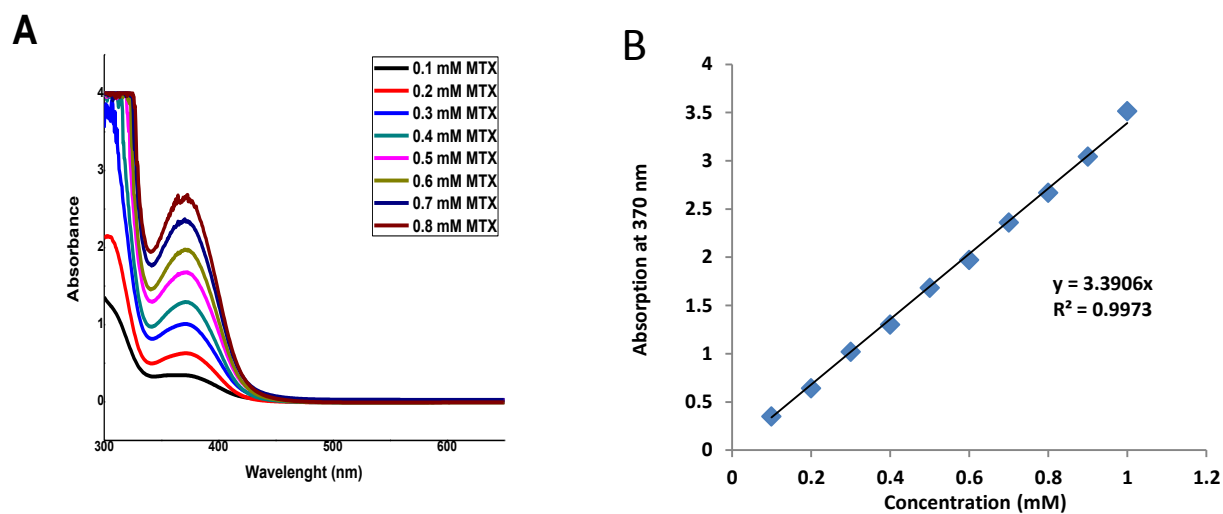 A
0.1 mM MTX
0.2 mM MTX
0.3 mM MTX
0.4 mM MTX
0.5 mM MTX
0.6 mM MTX
0.7 mM MTX
0.8 mM MTX
4
3
2
1
0
Absorbance
300
400
500
600
Wavelenght (nm)
B
4
3.5
3
2.5
2
1.5
1
0.5
0
Absorption at 370 nm
y = 3.3906x
R² = 0.9973
0
0.2
0.4
0.6
0.8
1
1.2
Concentration (mM)